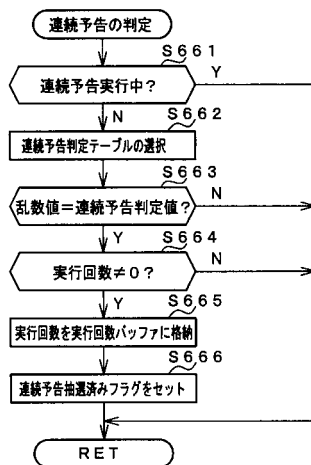 連続予告の判定
S661
連続予告実行中?
Y
N
S662
連続予告判定テーブルの選択
S663
乱数値=連続予告判定値?
N
Y
S664
実行回数≠0?
N
Y
S665
実行回数を実行回数バッファに格納
S666
連続予告抽選済みフラグをセット
RET